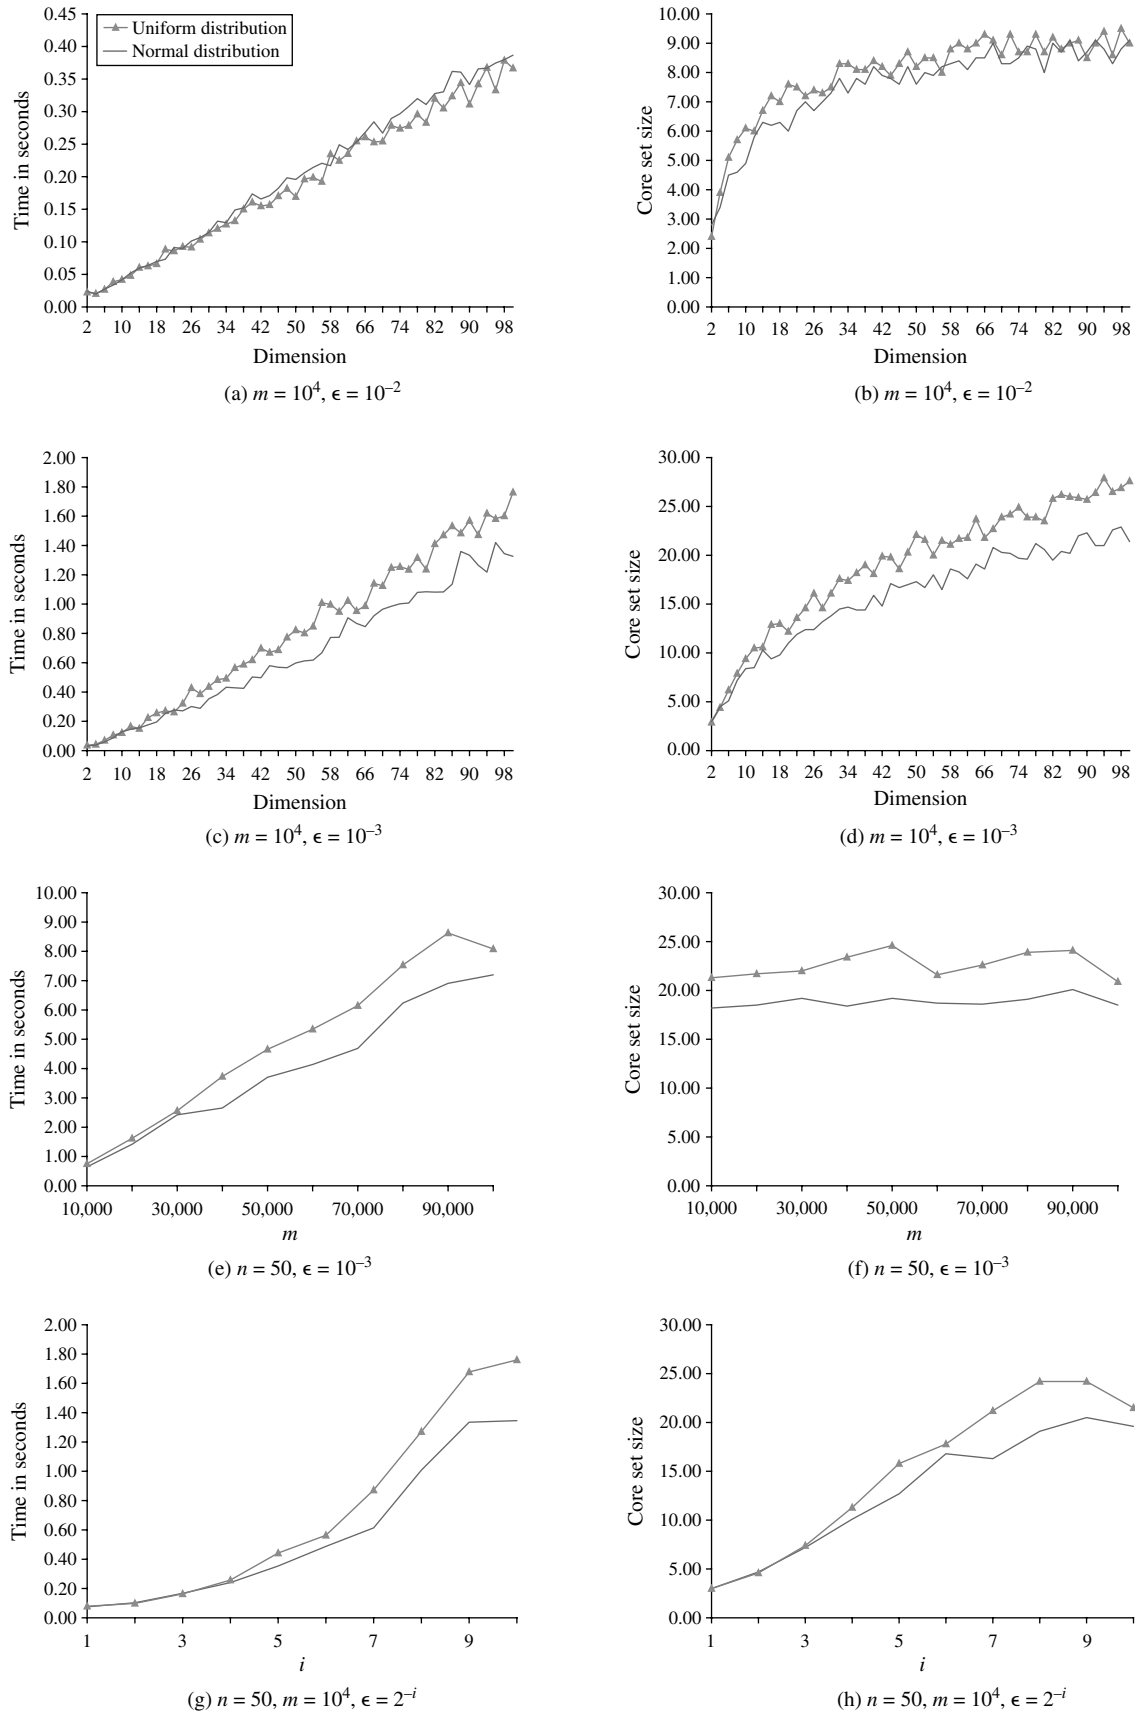 Uniform distribution
Normal distribution
Time in seconds
0.45
0.40
0.35
0.30
0.25
0.20
0.15
0.10
0.05
0.00
2 10 18 26 34 42 50 58 66 74 82 90 98
Dimension
(a) m = 10⁴, ϵ = 10⁻²
Core set size
10.00
9.00
8.00
7.00
6.00
5.00
4.00
3.00
2.00
1.00
0.00
2 10 18 26 34 42 50 58 66 74 82 90 98
Dimension
(b) m = 10⁴, ϵ = 10⁻²
Time in seconds
2.00
1.80
1.60
1.40
1.20
1.00
0.80
0.60
0.40
0.20
0.00
2 10 18 26 34 42 50 58 66 74 82 90 98
Dimension
(c) m = 10⁴, ϵ = 10⁻³
Core set size
30.00
25.00
20.00
15.00
10.00
5.00
0.00
2 10 18 26 34 42 50 58 66 74 82 90 98
Dimension
(d) m = 10⁴, ϵ = 10⁻³
Time in seconds
10.00
9.00
8.00
7.00
6.00
5.00
4.00
3.00
2.00
1.00
0.00
10,000 30,000 50,000 70,000 90,000
m
(e) n = 50, ϵ = 10⁻³
Core set size
30.00
25.00
20.00
15.00
10.00
5.00
0.00
10,000 30,000 50,000 70,000 90,000
m
(f) n = 50, ϵ = 10⁻³
Time in seconds
2.00
1.80
1.60
1.40
1.20
1.00
0.80
0.60
0.40
0.20
0.00
1 3 5 7 9
i
(g) n = 50, m = 10⁴, ϵ = 2⁻ⁱ
Core set size
30.00
25.00
20.00
15.00
10.00
5.00
0.00
1 3 5 7 9
i
(h) n = 50, m = 10⁴, ϵ = 2⁻ⁱ